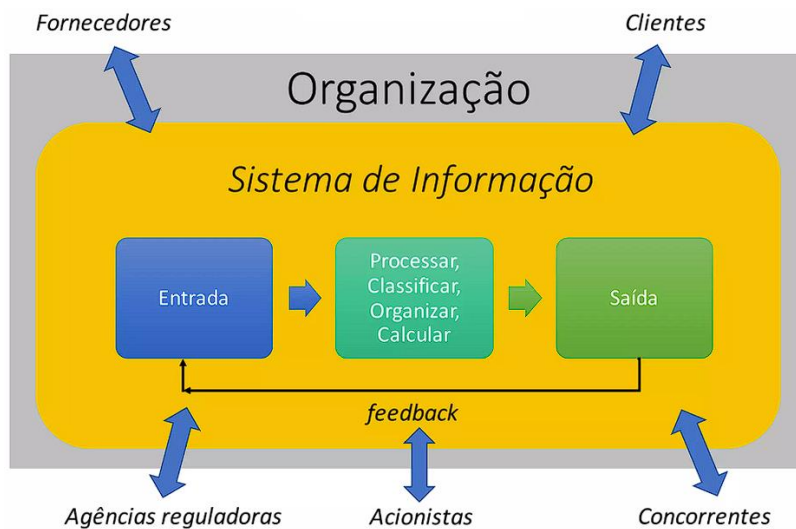 Fornecedores
Clientes
Organização
Sistema de Informação
Entrada
Processar,
Classificar,
Organizar,
Calcular
Saída
feedback
Agências reguladoras
Acionistas
Concorrentes